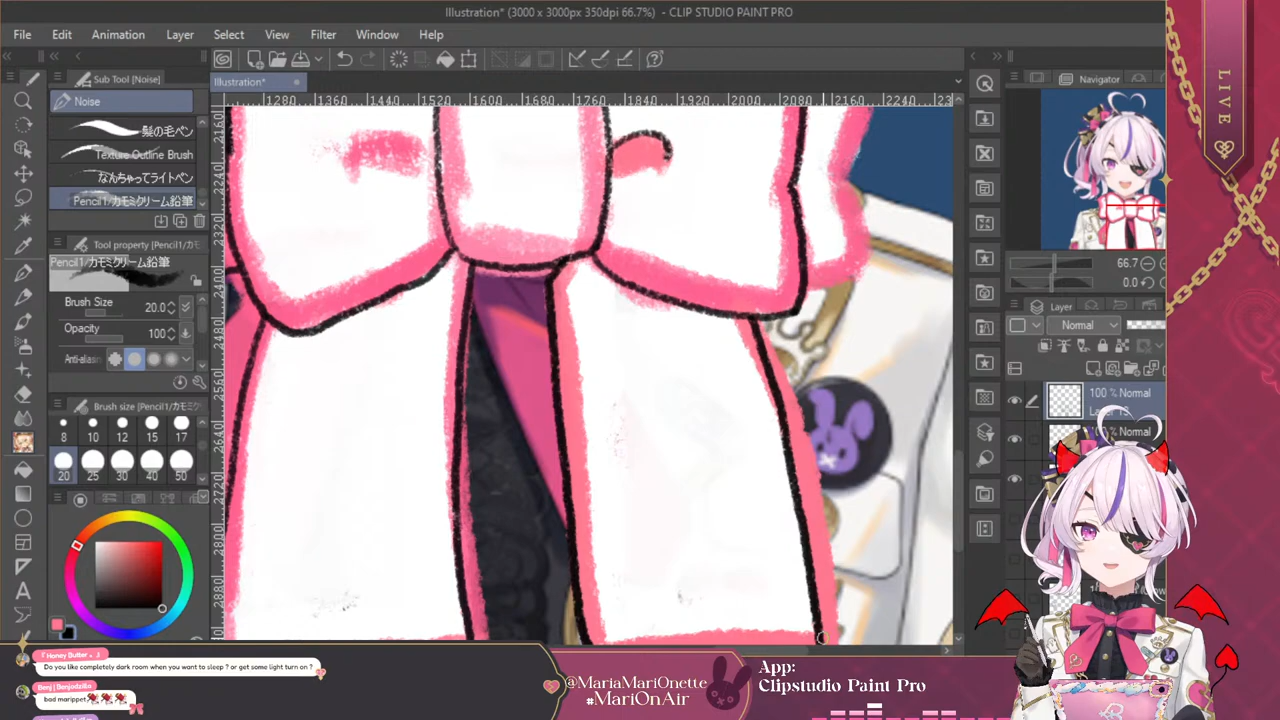 Illustration* (3000 x 3000px 350dpi 66.7%) - CLIP STUDIO PAINT PRO
File Edit Animation Layer Select View Filter Window Help
Sub Tool [Noise]
Illustration*
Navigator
Noise
1280 1360 1440 1520 1600 1680 1760 1840 1920 2000 2080 2160 2240
髪の毛ペン
Texture Outline Brush
なんちゃってライトペン
Pencil1/カモミクリーム鉛筆
Tool property [Pencil1/カモ
Pencil1/カモミクリーム鉛筆
66.7
0.0
Brush Size 20.0
Layer
Opacity 100
Normal
Anti-alias
100 % Normal
Brush size [Pencil1/カモミ
8 10 12 15 17
20 25 30 40 50
LIVE
Honey Butter
Do you like completely dark room when you want to sleep ? or get some light turn on ?
bad marippet
@MariaMariOnette
#MariOnAir
App:
Clipstudio Paint Pro